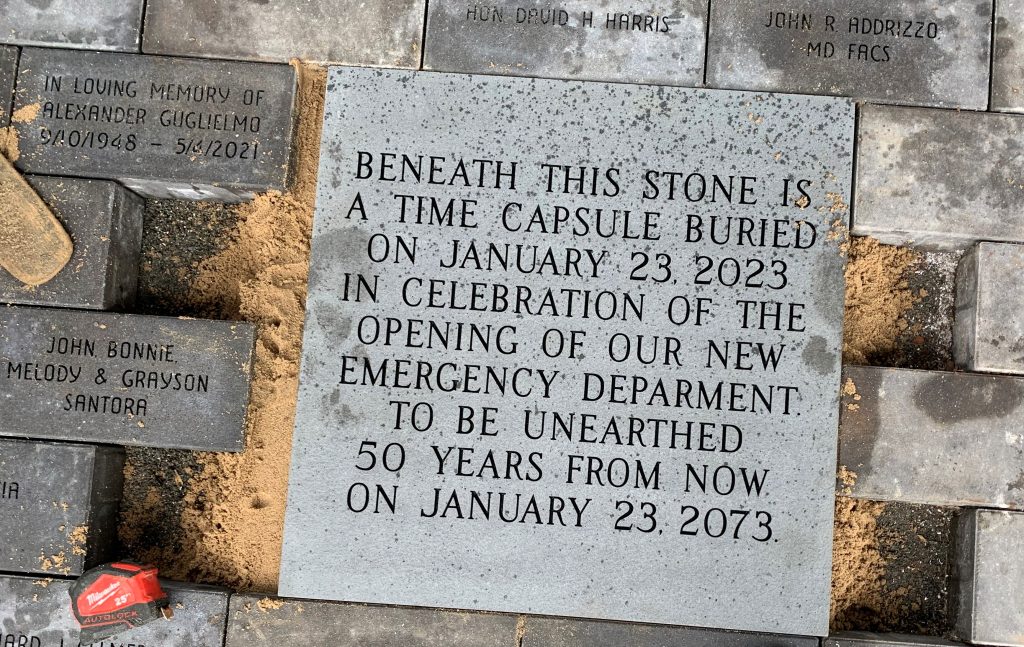 HON DAVID H HARRIS
JOHN R ADDRIZZO
MD FACS
IN LOVING MEMORY OF
ALEXANDER GUGLIELMO
9/10/1948 – 5/4/2021
BENEATH THIS STONE IS
A TIME CAPSULE BURIED
ON JANUARY 23, 2023
IN CELEBRATION OF THE
OPENING OF OUR NEW
EMERGENCY DEPARMENT.
TO BE UNEARTHED
50 YEARS FROM NOW
ON JANUARY 23, 2073.
JOHN, BONNIE,
MELODY & GRAYSON
SANTORA
Milwaukee
25'
AUTOLOCK